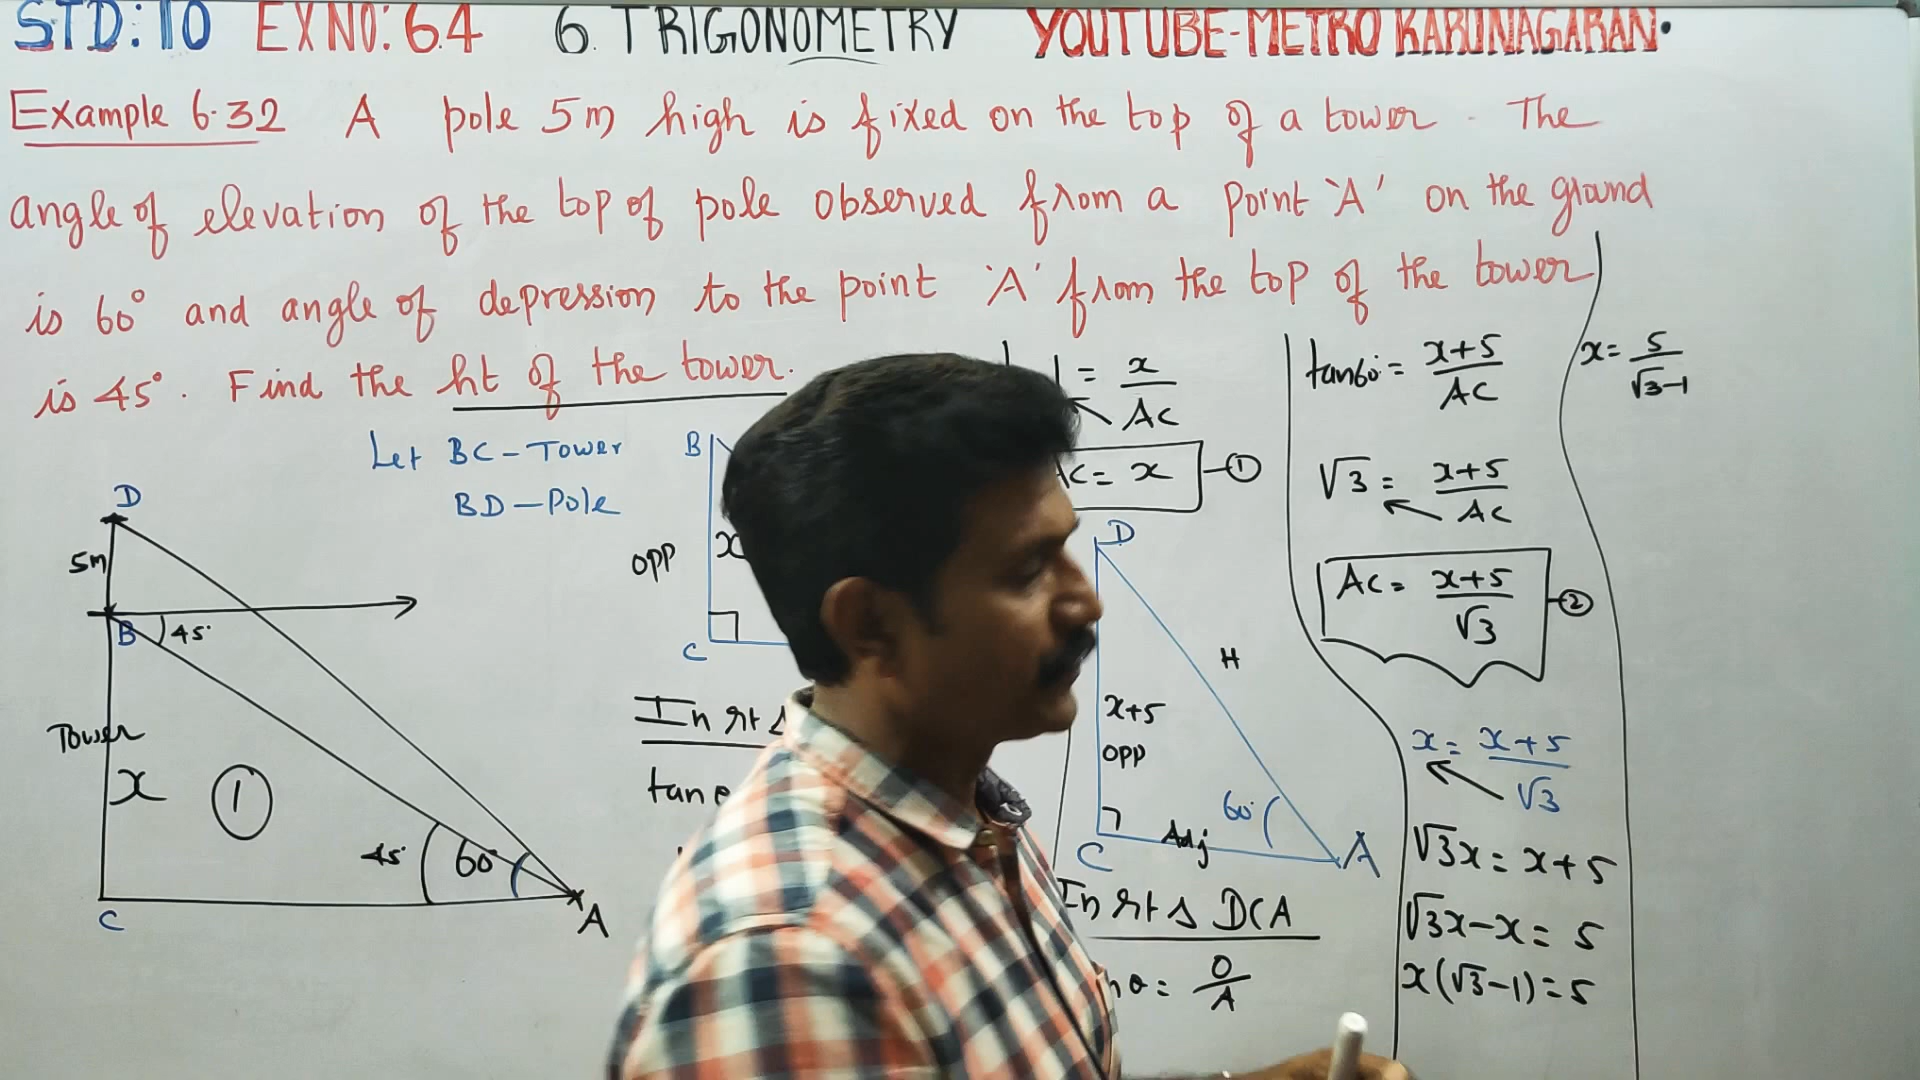 STD: 10 EX NO: 6.4 6. TRIGONOMETRY YOUTUBE-METRO KARUNAGARAN.
Example 6.32 A pole 5m high is fixed on the top of a tower. The
angle of elevation of the top of pole observed from a point 'A' on the ground
is 60° and angle of depression to the point 'A' from the top of the tower
is 45°. Find the ht of the tower.
Let BC - Tower
BD - Pole
D
5m
B 45°
Tower
x
1
45° 60°
C
A
B
opp x
C
In rt Δ
tan θ
1 = x/AC
AC = x - ①
D
H
x+5
opp
60°
C Adj A
In rt Δ DCA
θ = O/A
tan60° = x+5/AC
√3 = x+5/AC
AC = x+5/√3 - ②
x = x+5/√3
√3x = x+5
√3x-x = 5
x(√3-1) = 5
x = 5/√3-1